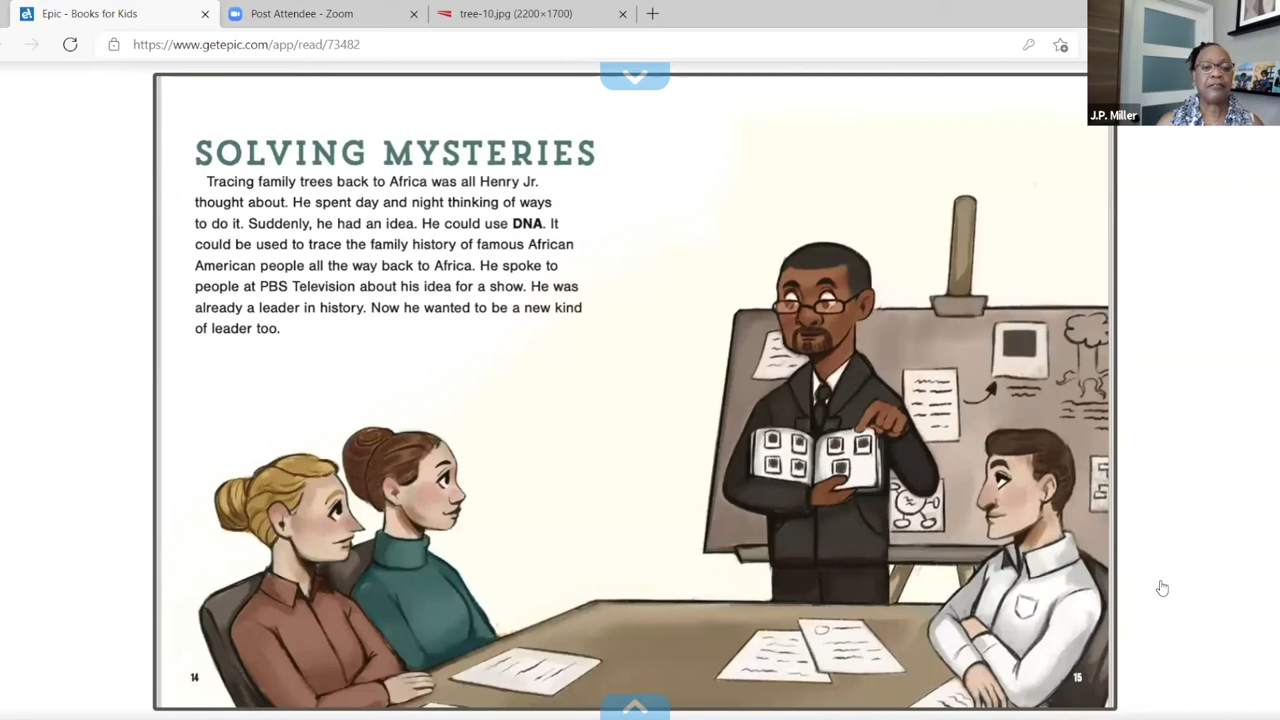 Epic - Books for Kids
Post Attendee - Zoom
tree-10.jpg (2200×1700)
https://www.getepic.com/app/read/73482
J.P. Miller
SOLVING MYSTERIES
Tracing family trees back to Africa was all Henry Jr.
thought about. He spent day and night thinking of ways
to do it. Suddenly, he had an idea. He could use DNA. It
could be used to trace the family history of famous African
American people all the way back to Africa. He spoke to
people at PBS Television about his idea for a show. He was
already a leader in history. Now he wanted to be a new kind
of leader too.
14
15